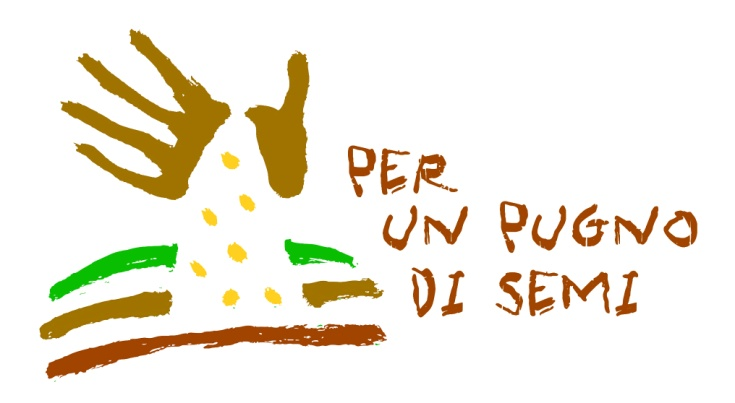 PER
UN PUGNO
DI SEMI